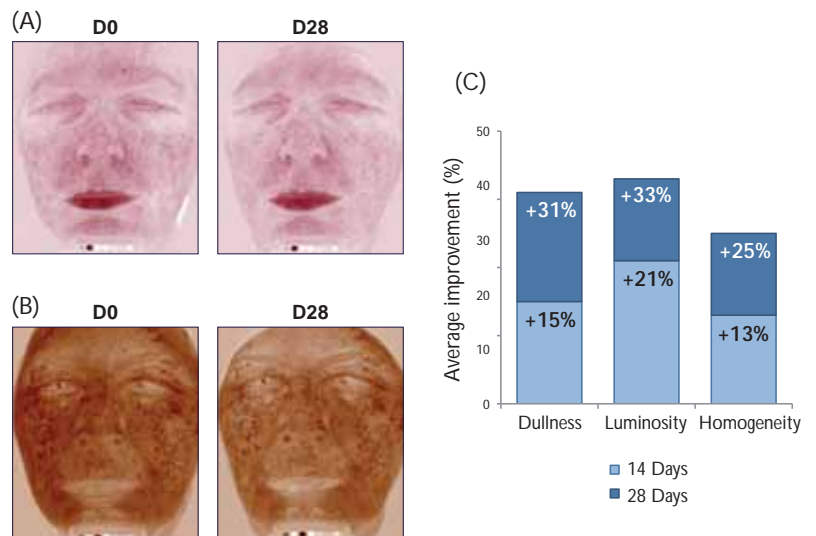 (A)
D0 D28
(B)
D0 D28
(C)
Average improvement (%)
50
40
30
20
10
0
+31%
+15%
+33%
+21%
+25%
+13%
Dullness Luminosity Homogeneity
14 Days
28 Days